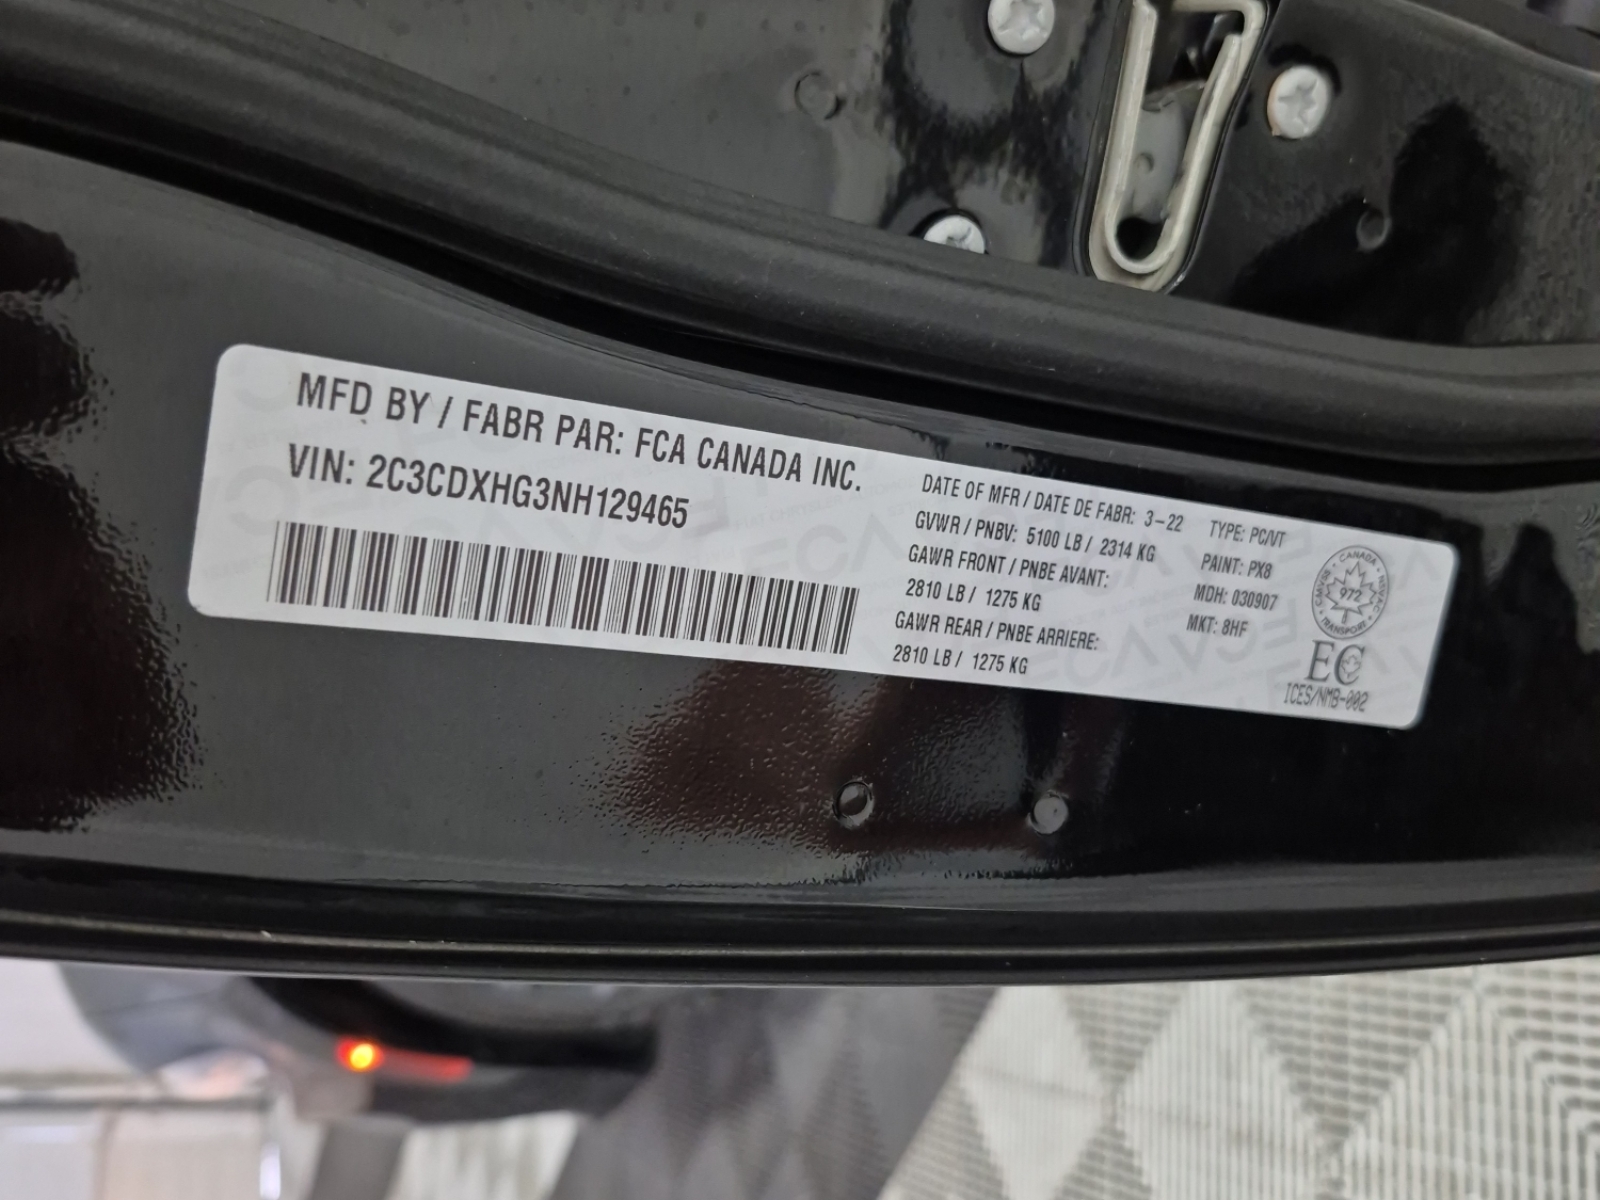 MFD BY / FABR PAR: FCA CANADA INC.
VIN: 2C3CDXHG3NH129465
DATE OF MFR / DATE DE FABR: 3-22
GVWR / PNBV: 5100 LB / 2314 KG
GAWR FRONT / PNBE AVANT:
2810 LB / 1275 KG
GAWR REAR / PNBE ARRIERE:
2810 LB / 1275 KG
TYPE: PC/VT
PAINT: PX8
MDH: 030907
MKT: 8HF
CANADA
972
TRANSPORT
EC
ICES/NMB-002